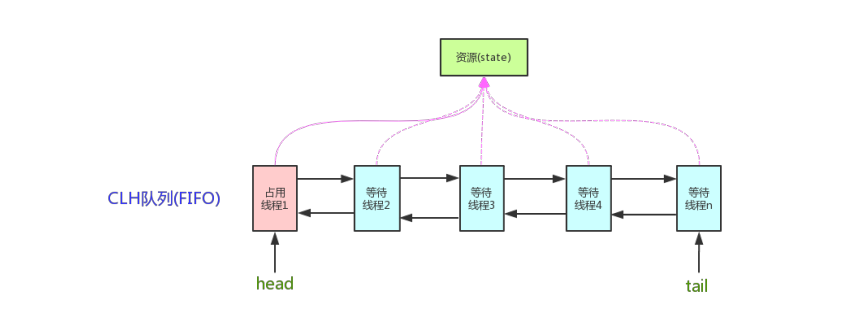 资源(state)
CLH队列(FIFO)
占用
线程1
等待
线程2
等待
线程3
等待
线程4
等待
线程n
head
tail